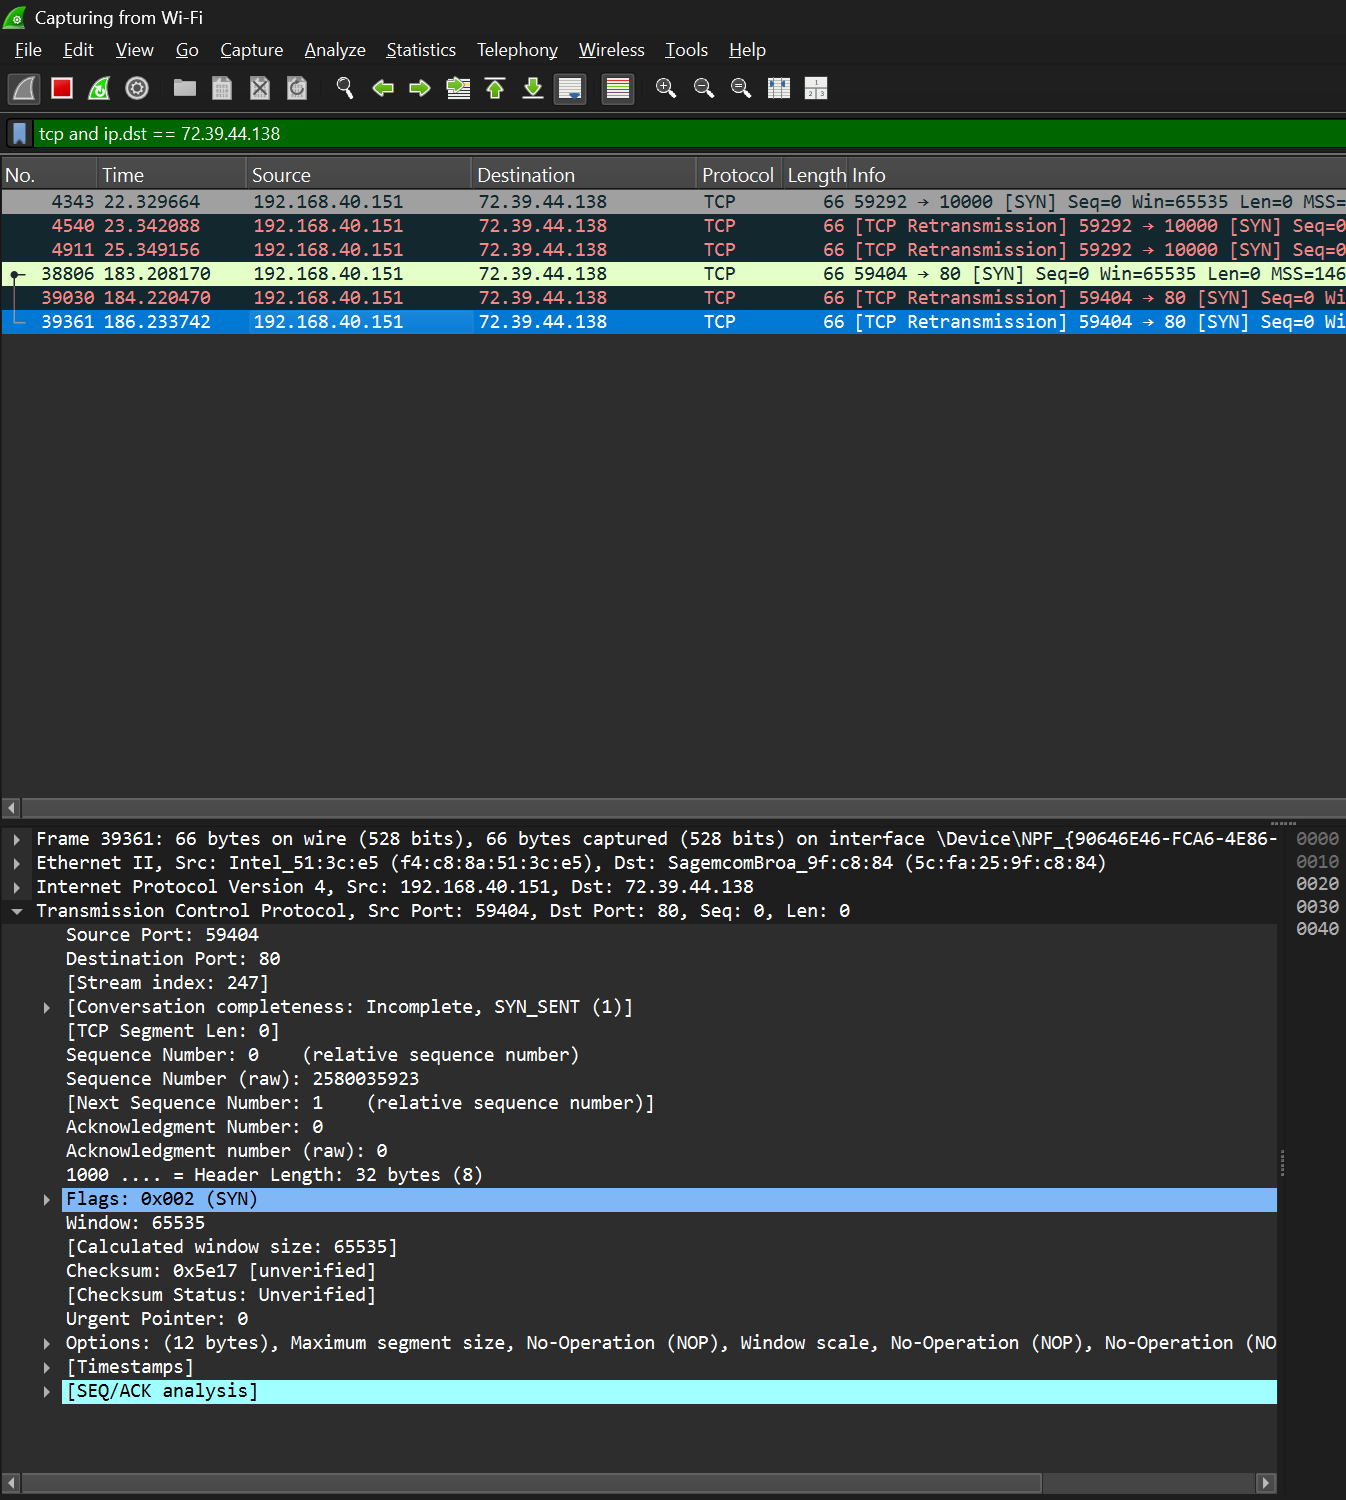 Capturing from Wi-Fi
File Edit View Go Capture Analyze Statistics Telephony Wireless Tools Help
tcp and ip.dst == 72.39.44.138
No. Time Source Destination Protocol Length Info
4343 22.329664 192.168.40.151 72.39.44.138 TCP 66 59292 → 10000 [SYN] Seq=0 Win=65535 Len=0 MSS=
4540 23.342088 192.168.40.151 72.39.44.138 TCP 66 [TCP Retransmission] 59292 → 10000 [SYN] Seq=0
4911 25.349156 192.168.40.151 72.39.44.138 TCP 66 [TCP Retransmission] 59292 → 10000 [SYN] Seq=0
38806 183.208170 192.168.40.151 72.39.44.138 TCP 66 59404 → 80 [SYN] Seq=0 Win=65535 Len=0 MSS=146
39030 184.220470 192.168.40.151 72.39.44.138 TCP 66 [TCP Retransmission] 59404 → 80 [SYN] Seq=0 Wi
39361 186.233742 192.168.40.151 72.39.44.138 TCP 66 [TCP Retransmission] 59404 → 80 [SYN] Seq=0 Wi
Frame 39361: 66 bytes on wire (528 bits), 66 bytes captured (528 bits) on interface \Device\NPF_{90646E46-FCA6-4E86-
Ethernet II, Src: Intel_51:3c:e5 (f4:c8:8a:51:3c:e5), Dst: SagemcomBroa_9f:c8:84 (5c:fa:25:9f:c8:84)
Internet Protocol Version 4, Src: 192.168.40.151, Dst: 72.39.44.138
Transmission Control Protocol, Src Port: 59404, Dst Port: 80, Seq: 0, Len: 0
Source Port: 59404
Destination Port: 80
[Stream index: 247]
[Conversation completeness: Incomplete, SYN_SENT (1)]
[TCP Segment Len: 0]
Sequence Number: 0 (relative sequence number)
Sequence Number (raw): 2580035923
[Next Sequence Number: 1 (relative sequence number)]
Acknowledgment Number: 0
Acknowledgment number (raw): 0
1000 .... = Header Length: 32 bytes (8)
Flags: 0x002 (SYN)
Window: 65535
[Calculated window size: 65535]
Checksum: 0x5e17 [unverified]
[Checksum Status: Unverified]
Urgent Pointer: 0
Options: (12 bytes), Maximum segment size, No-Operation (NOP), Window scale, No-Operation (NOP), No-Operation (NO
[Timestamps]
[SEQ/ACK analysis]
0000
0010
0020
0030
0040